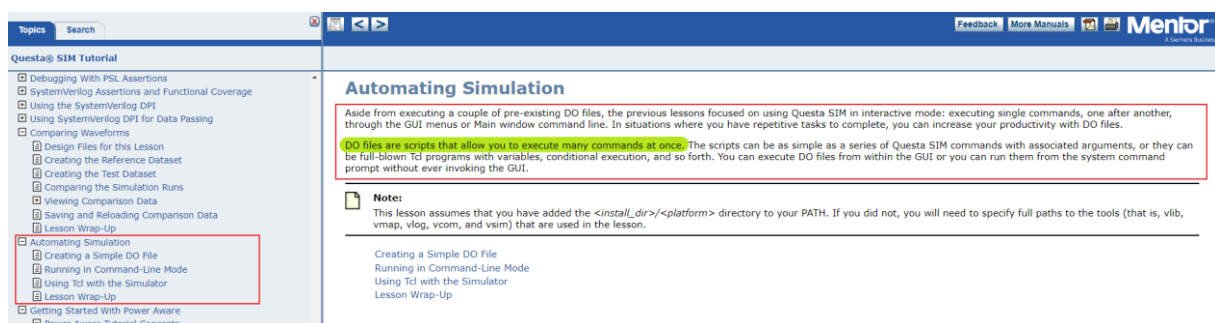 Topics Search
Feedback More Manuals Mentor
A Siemens Business
Questa® SIM Tutorial
Debugging With PSL Assertions
SystemVerilog Assertions and Functional Coverage
Using the SystemVerilog DPI
Using SystemVerilog DPI for Data Passing
Comparing Waveforms
Design Files for this Lesson
Creating the Reference Dataset
Creating the Test Dataset
Comparing the Simulation Runs
Viewing Comparison Data
Saving and Reloading Comparison Data
Lesson Wrap-Up
Automating Simulation
Creating a Simple DO File
Running in Command-Line Mode
Using Tcl with the Simulator
Lesson Wrap-Up
Getting Started With Power Aware
Power Aware Tutorial Concepts
Automating Simulation
Aside from executing a couple of pre-existing DO files, the previous lessons focused on using Questa SIM in interactive mode: executing single commands, one after another,
through the GUI menus or Main window command line. In situations where you have repetitive tasks to complete, you can increase your productivity with DO files.
DO files are scripts that allow you to execute many commands at once. The scripts can be as simple as a series of Questa SIM commands with associated arguments, or they can
be full-blown Tcl programs with variables, conditional execution, and so forth. You can execute DO files from within the GUI or you can run them from the system command
prompt without ever invoking the GUI.
Note:
This lesson assumes that you have added the <install_dir>/<platform> directory to your PATH. If you did not, you will need to specify full paths to the tools (that is, vlib,
vmap, vlog, vcom, and vsim) that are used in the lesson.
Creating a Simple DO File
Running in Command-Line Mode
Using Tcl with the Simulator
Lesson Wrap-Up